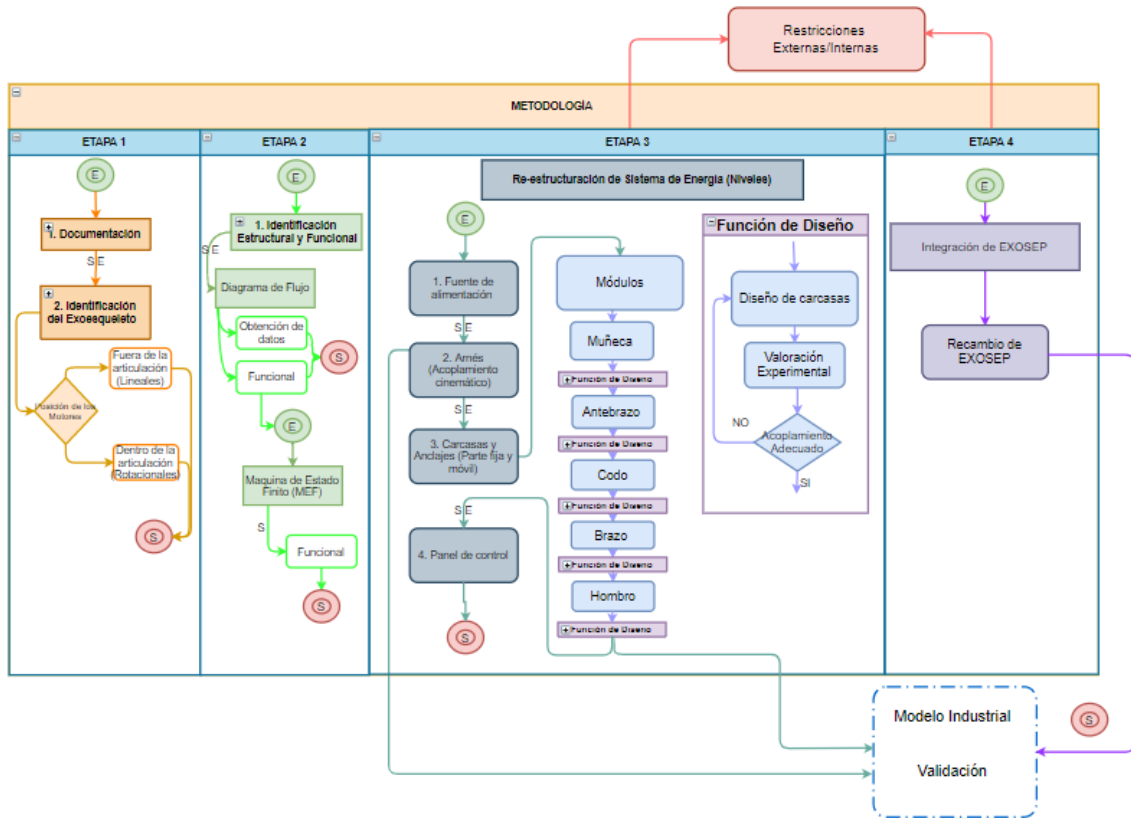 Restricciones
Externas/Internas
METODOLOGÍA
ETAPA 1
ETAPA 2
ETAPA 3
ETAPA 4
E
1. Documentación
S E
2. Identificación
del Exoesqueleto
Fuera de la
articulación
(Lineales)
Posición de los
Motores
Dentro de la
articulación
(Rotacionales)
S
E
1. Identificación
Estructural y Funcional
S E
Diagrama de Flujo
Obtención de
datos
S
Funcional
E
Maquina de Estado
Finito (MEF)
S
Funcional
S
Re-estructuración de Sistema de Energía (Niveles)
E
1. Fuente de
alimentación
S E
2. Arnés
(Acoplamiento
cinemático)
S E
3. Carcasas y
Anclajes (Parte fija y
móvil)
S E
4. Panel de control
S
Módulos
Muñeca
Función de Diseño
Antebrazo
Función de Diseño
Codo
Función de Diseño
Brazo
Función de Diseño
Hombro
Función de Diseño
Función de Diseño
Diseño de carcasas
Valoración
Experimental
NO
Acoplamiento
Adecuado
SI
E
Integración de EXOSEP
Recambio de
EXOSEP
S
Modelo Industrial
Validación